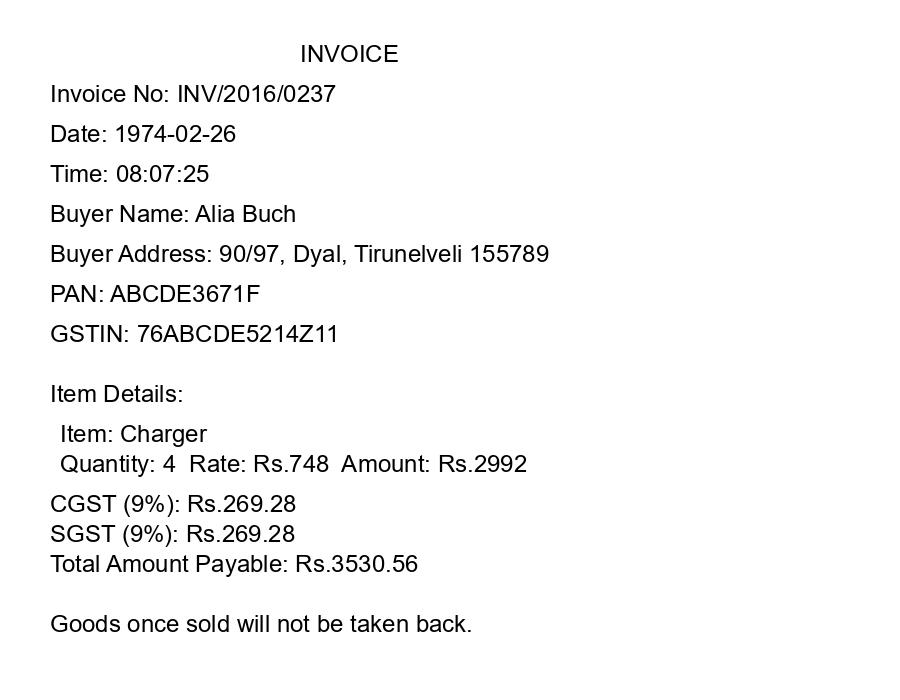 INVOICE
Invoice No: INV/2016/0237
Date: 1974-02-26
Time: 08:07:25
Buyer Name: Alia Buch
Buyer Address: 90/97, Dyal, Tirunelveli 155789
PAN: ABCDE3671F
GSTIN: 76ABCDE5214Z11
Item Details:
Item: Charger
Quantity: 4  Rate: Rs.748  Amount: Rs.2992
CGST (9%): Rs.269.28
SGST (9%): Rs.269.28
Total Amount Payable: Rs.3530.56
Goods once sold will not be taken back.